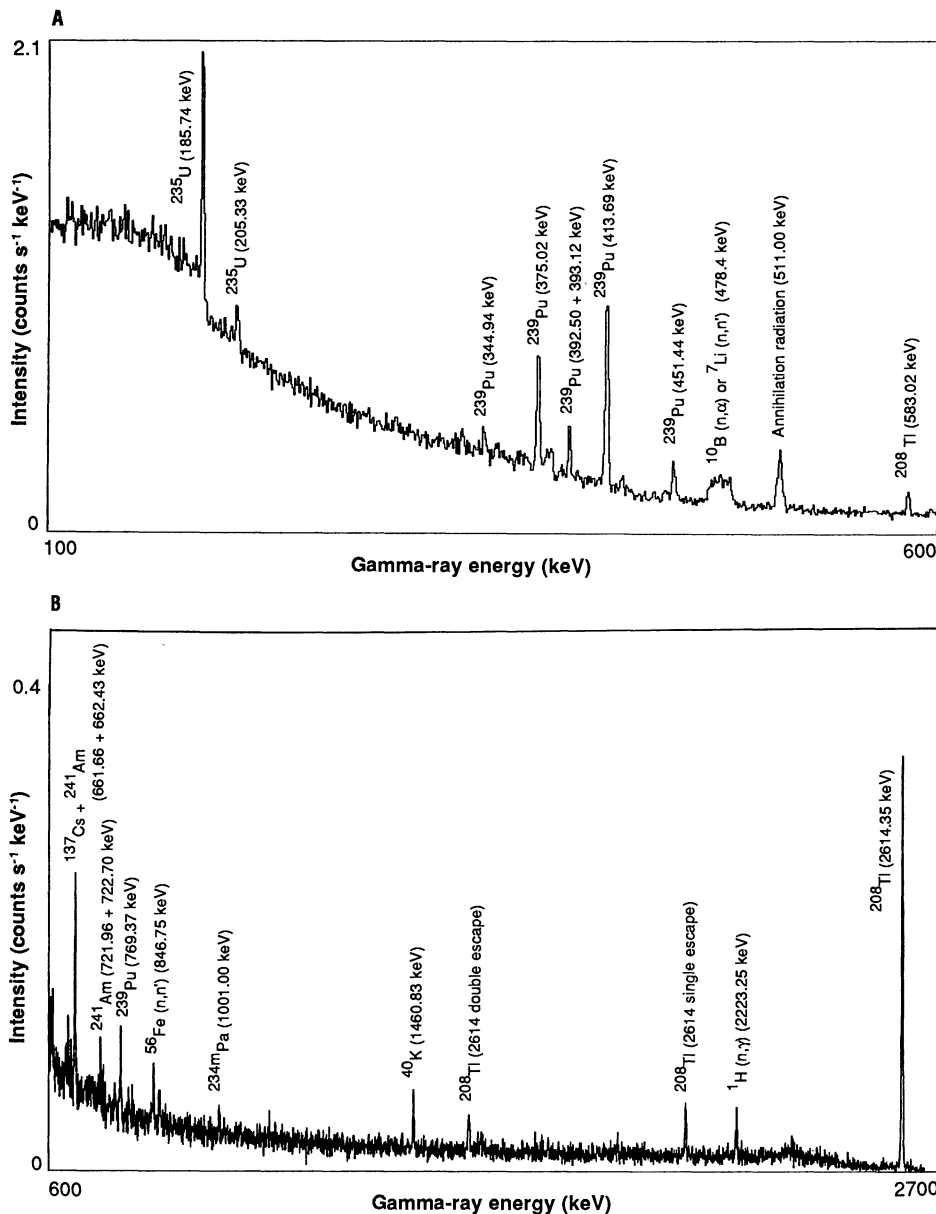 A
2.1
Intensity (counts s⁻¹ keV⁻¹)
0
²³⁵U (185.74 keV)
²³⁵U (205.33 keV)
²³⁹Pu (344.94 keV)
²³⁹Pu (375.02 keV)
²³⁹Pu (392.50 + 393.12 keV)
²³⁹Pu (413.69 keV)
²³⁹Pu (451.44 keV)
¹⁰B (n,α) or ⁷Li (n,n') (478.4 keV)
Annihilation radiation (511.00 keV)
²⁰⁸Tl (583.02 keV)
100
600
Gamma-ray energy (keV)
B
0.4
Intensity (counts s⁻¹ keV⁻¹)
0
¹³⁷Cs + ²⁴¹Am
(661.66 + 662.43 keV)
²⁴¹Am (721.96 + 722.70 keV)
²³⁹Pu (769.37 keV)
⁵⁶Fe (n,n') (846.75 keV)
²³⁴ᵐPa (1001.00 keV)
⁴⁰K (1460.83 keV)
²⁰⁸Tl (2614 double escape)
²⁰⁸Tl (2614 single escape)
¹H (n,γ) (2223.25 keV)
²⁰⁸Tl (2614.35 keV)
600
2700
Gamma-ray energy (keV)